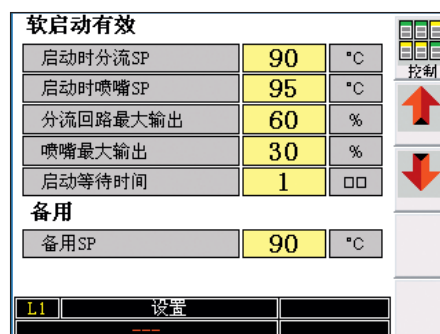 软启动有效
启动时分流SP 90 °C
启动时喷嘴SP 95 °C
分流回路最大输出 60 %
喷嘴最大输出 30 %
启动等待时间 1 □□
备用
备用SP 90 °C
控制
L1 设置
---